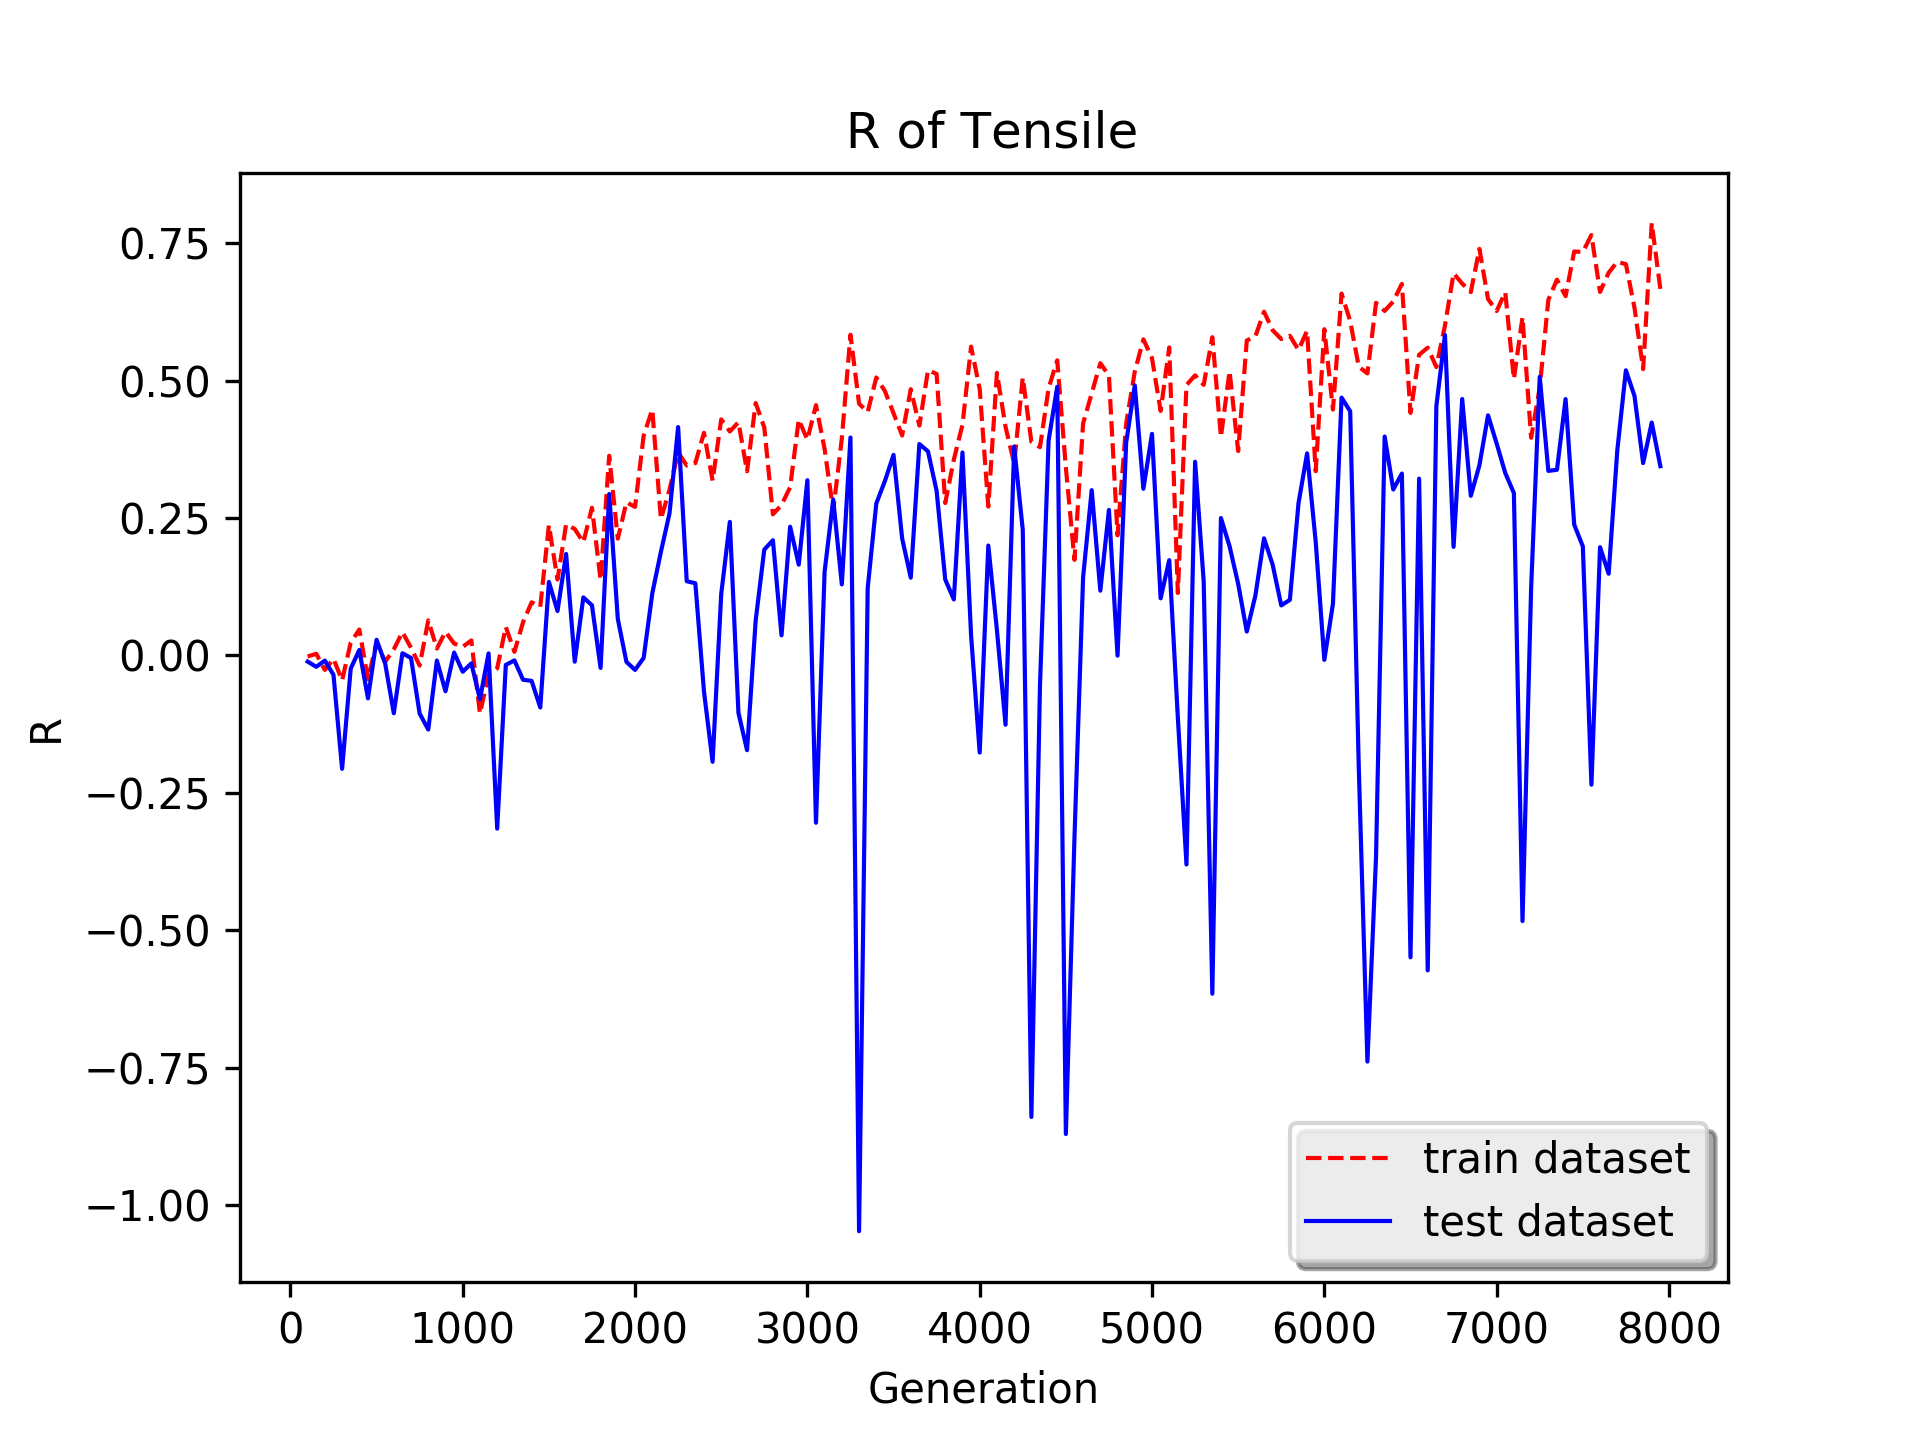 R of Tensile
0.75
0.50
0.25
0.00
−0.25
−0.50
−0.75
−1.00
R
train dataset
test dataset
0 1000 2000 3000 4000 5000 6000 7000 8000
Generation